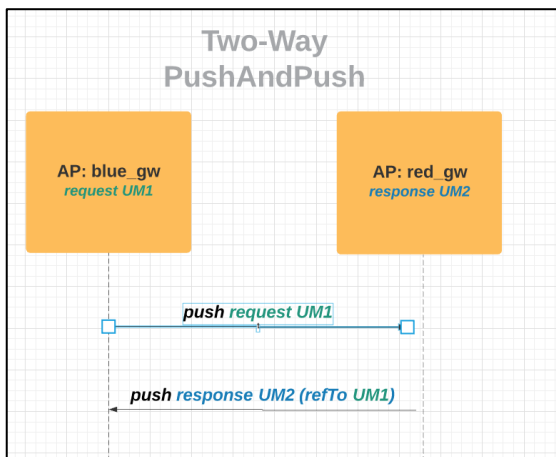 Two-Way
PushAndPush
AP: blue_gw
request UM1
AP: red_gw
response UM2
push request UM1
push response UM2 (refTo UM1)